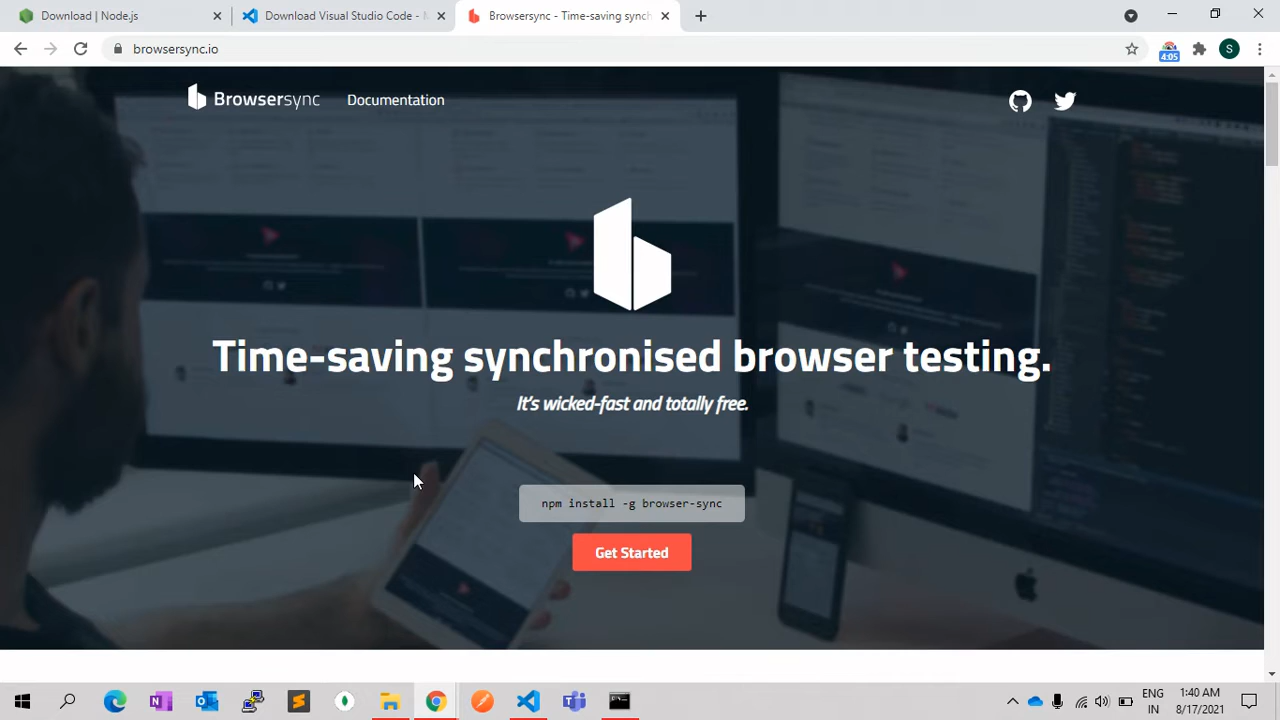 Download | Node.js
Download Visual Studio Code - M
Browsersync - Time-saving synch
browsersync.io
4:05
S
Browsersync
Documentation
Time-saving synchronised browser testing.
It's wicked-fast and totally free.
npm install -g browser-sync
Get Started
ENG
IN
1:40 AM
8/17/2021